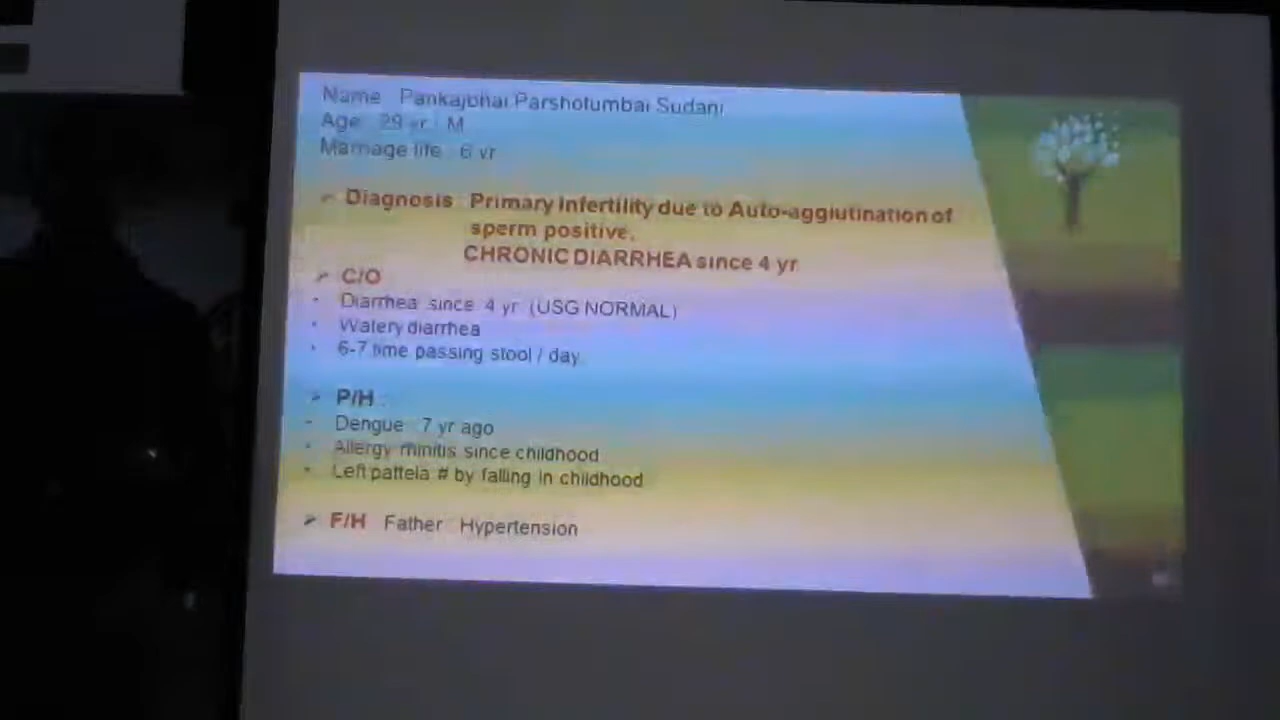 Name : Pankajbhai Parshotumbai Sudani
Age : 29 yr / M
Marriage life : 6 yr
➢ Diagnosis : Primary Infertility due to Auto-agglutination of
sperm positive.
CHRONIC DIARRHEA since 4 yr
➢ C/O
• Diarrhea since 4 yr (USG NORMAL)
• Watery diarrhea
• 6-7 time passing stool / day
➢ P/H :
• Dengue : 7 yr ago
• Allergy rhinitis since childhood
• Left pattela # by falling in childhood
➢ F/H Father : Hypertension